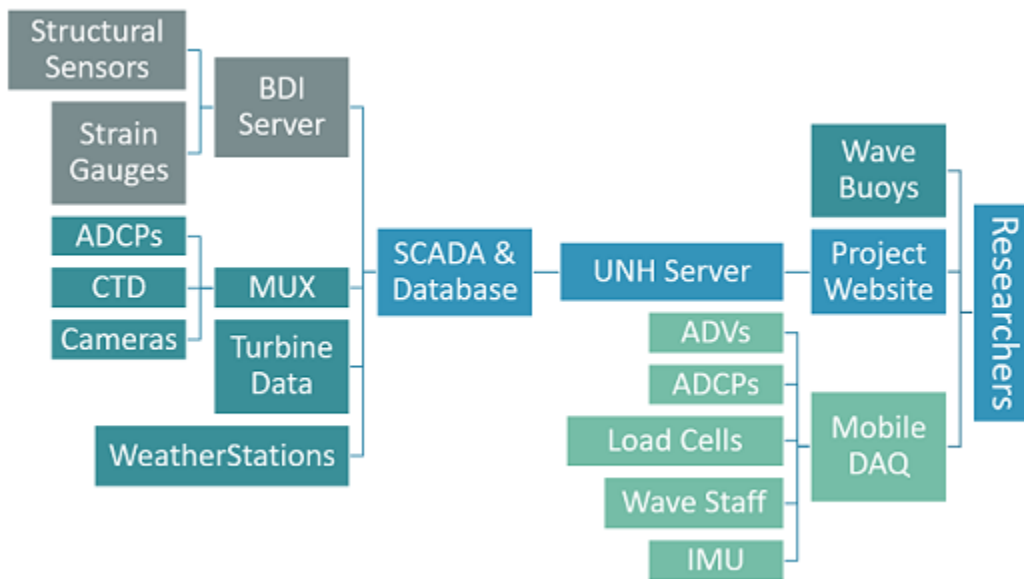 Structural
Sensors
Strain
Gauges
BDI
Server
ADCPs
CTD
Cameras
MUX
Turbine
Data
WeatherStations
SCADA &
Database
UNH Server
Wave
Buoys
Project
Website
Researchers
ADVs
ADCPs
Load Cells
Wave Staff
IMU
Mobile
DAQ